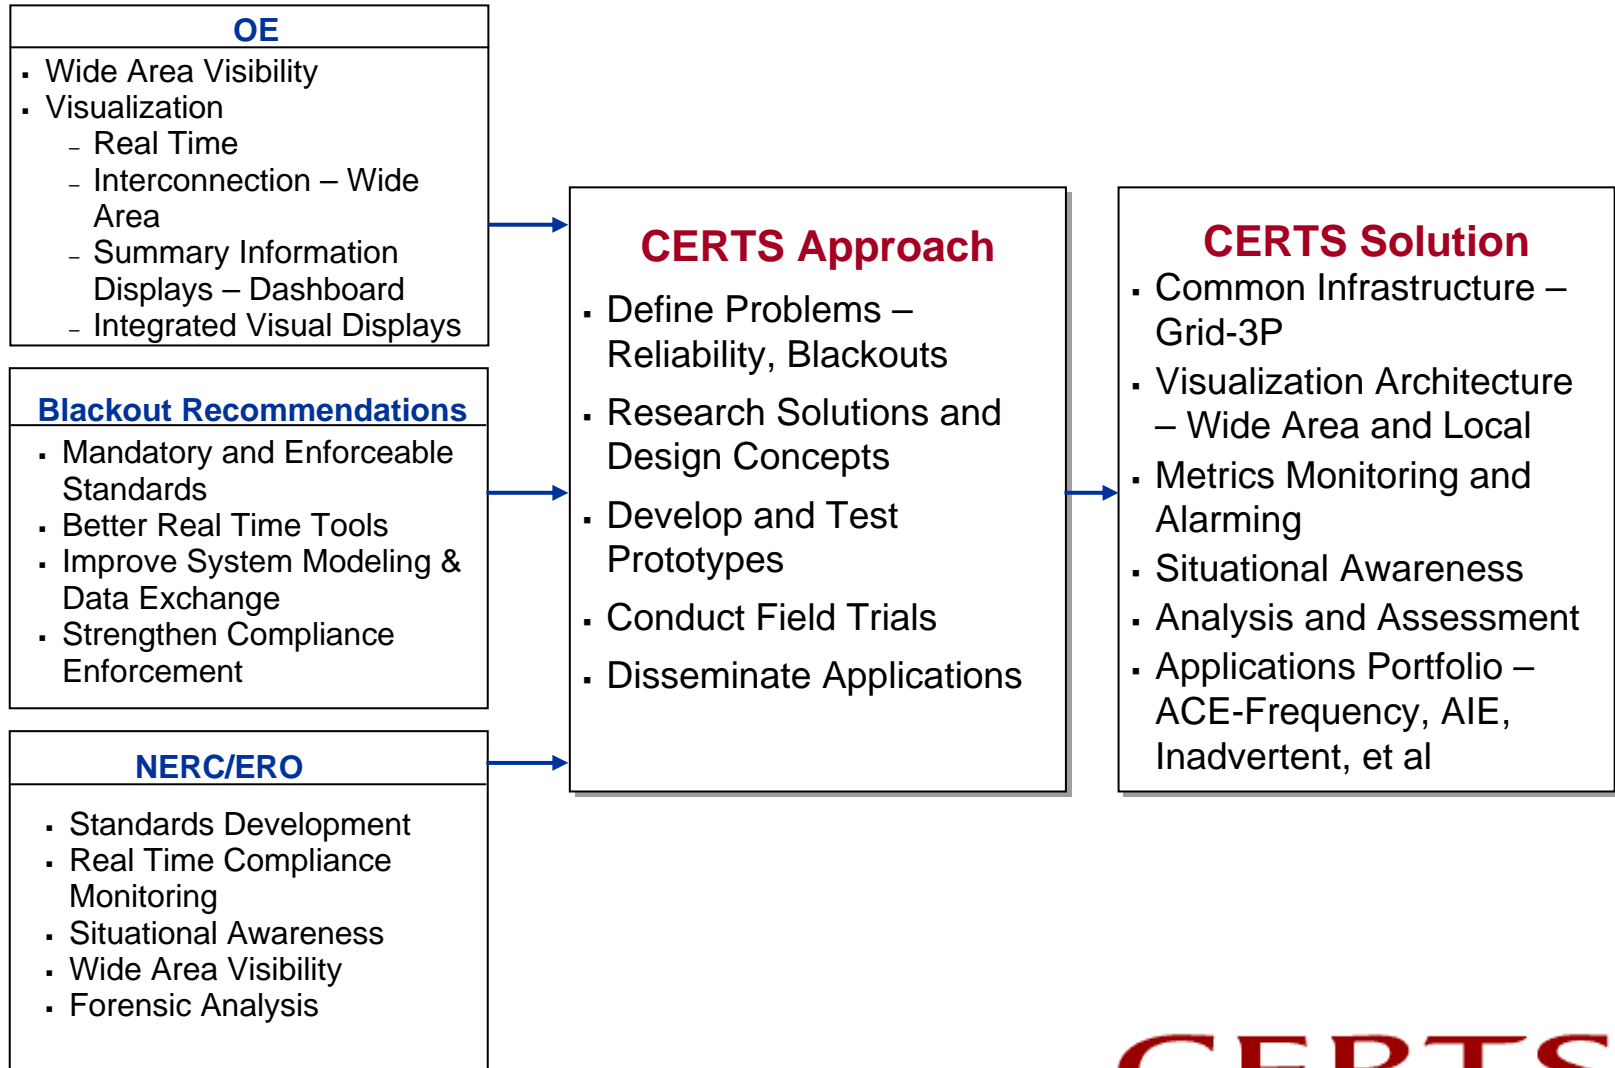 OE
▪ Wide Area Visibility
▪ Visualization
– Real Time
– Interconnection – Wide
Area
– Summary Information
Displays – Dashboard
– Integrated Visual Displays
Blackout Recommendations
▪ Mandatory and Enforceable
Standards
▪ Better Real Time Tools
▪ Improve System Modeling &
Data Exchange
▪ Strengthen Compliance
Enforcement
NERC/ERO
▪ Standards Development
▪ Real Time Compliance
Monitoring
▪ Situational Awareness
▪ Wide Area Visibility
▪ Forensic Analysis
CERTS Approach
▪ Define Problems –
Reliability, Blackouts
▪ Research Solutions and
Design Concepts
▪ Develop and Test
Prototypes
▪ Conduct Field Trials
▪ Disseminate Applications
CERTS Solution
▪ Common Infrastructure –
Grid-3P
▪ Visualization Architecture
– Wide Area and Local
▪ Metrics Monitoring and
Alarming
▪ Situational Awareness
▪ Analysis and Assessment
▪ Applications Portfolio –
ACE-Frequency, AIE,
Inadvertent, et al
CERTS